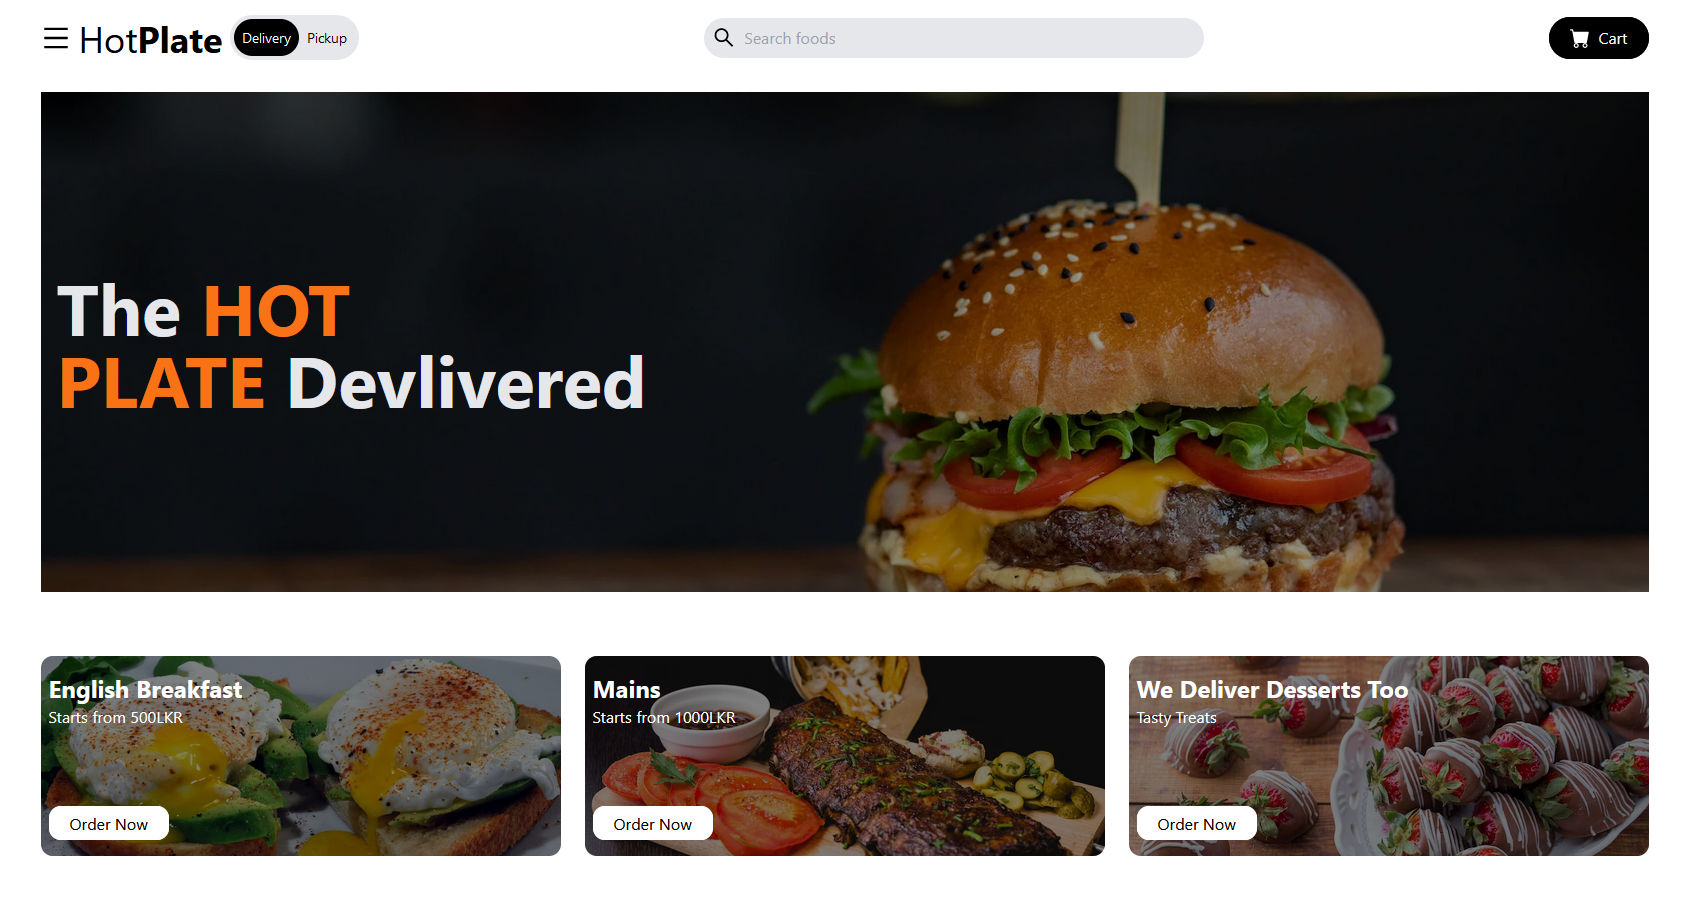 HotPlate
Delivery Pickup
Search foods
Cart
The HOT
PLATE Devlivered
English Breakfast
Starts from 500LKR
Order Now
Mains
Starts from 1000LKR
Order Now
We Deliver Desserts Too
Tasty Treats
Order Now